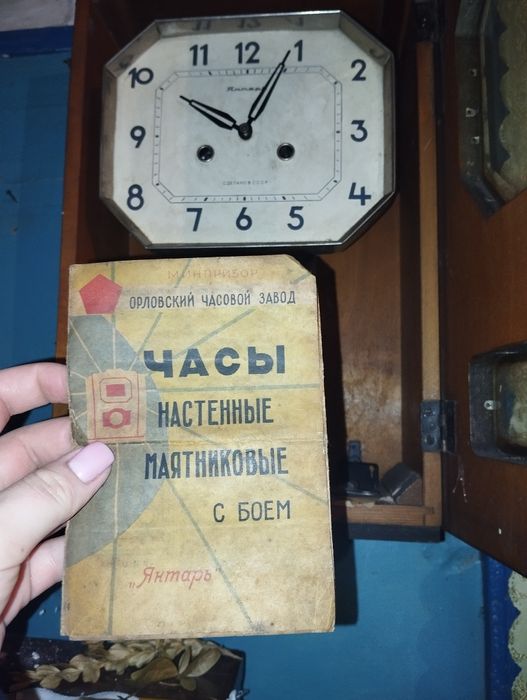 11 12 1
10 2
9 3
8 4
7 6 5
Янтарь
СДЕЛАНО В СССР
МИНПРИБОР
ОРЛОВСКИЙ ЧАСОВОЙ ЗАВОД
ЧАСЫ
НАСТЕННЫЕ
МАЯТНИКОВЫЕ
С БОЕМ
„Янтарь"